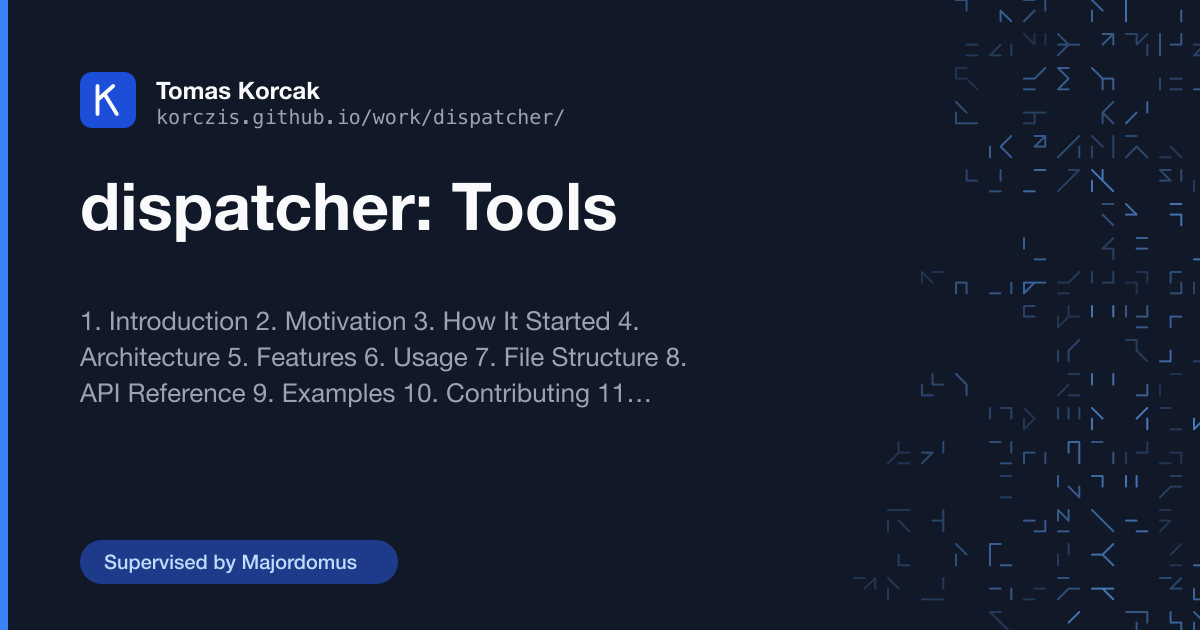 K
Tomas Korcak
korczis.github.io/work/dispatcher/
dispatcher: Tools
1. Introduction 2. Motivation 3. How It Started 4.
Architecture 5. Features 6. Usage 7. File Structure 8.
API Reference 9. Examples 10. Contributing 11…
Supervised by Majordomus